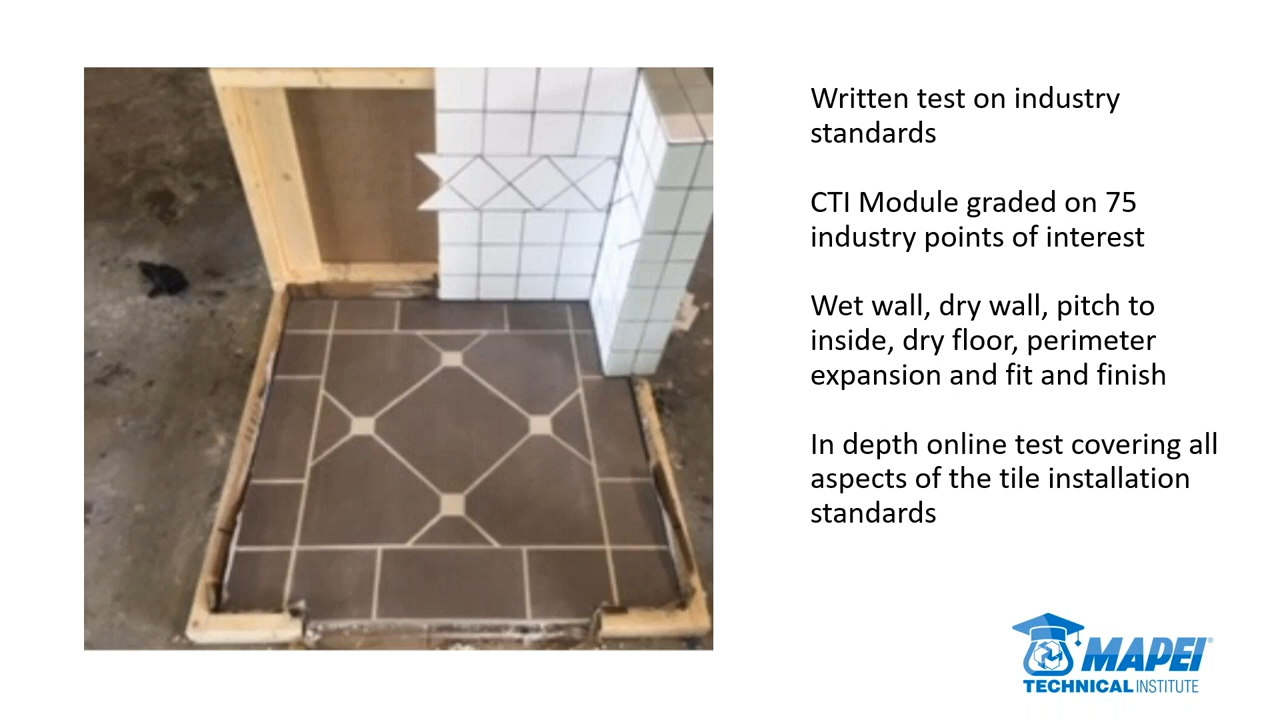 Written test on industry
standards
CTI Module graded on 75
industry points of interest
Wet wall, dry wall, pitch to
inside, dry floor, perimeter
expansion and fit and finish
In depth online test covering all
aspects of the tile installation
standards
MAPEI®
TECHNICAL INSTITUTE